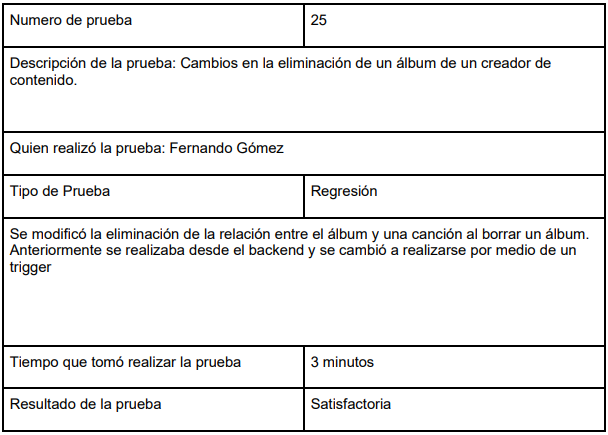 Numero de prueba 25
Descripción de la prueba: Cambios en la eliminación de un álbum de un creador de
contenido.
Quien realizó la prueba: Fernando Gómez
Tipo de Prueba Regresión
Se modificó la eliminación de la relación entre el álbum y una canción al borrar un álbum.
Anteriormente se realizaba desde el backend y se cambió a realizarse por medio de un
trigger
Tiempo que tomó realizar la prueba 3 minutos
Resultado de la prueba Satisfactoria